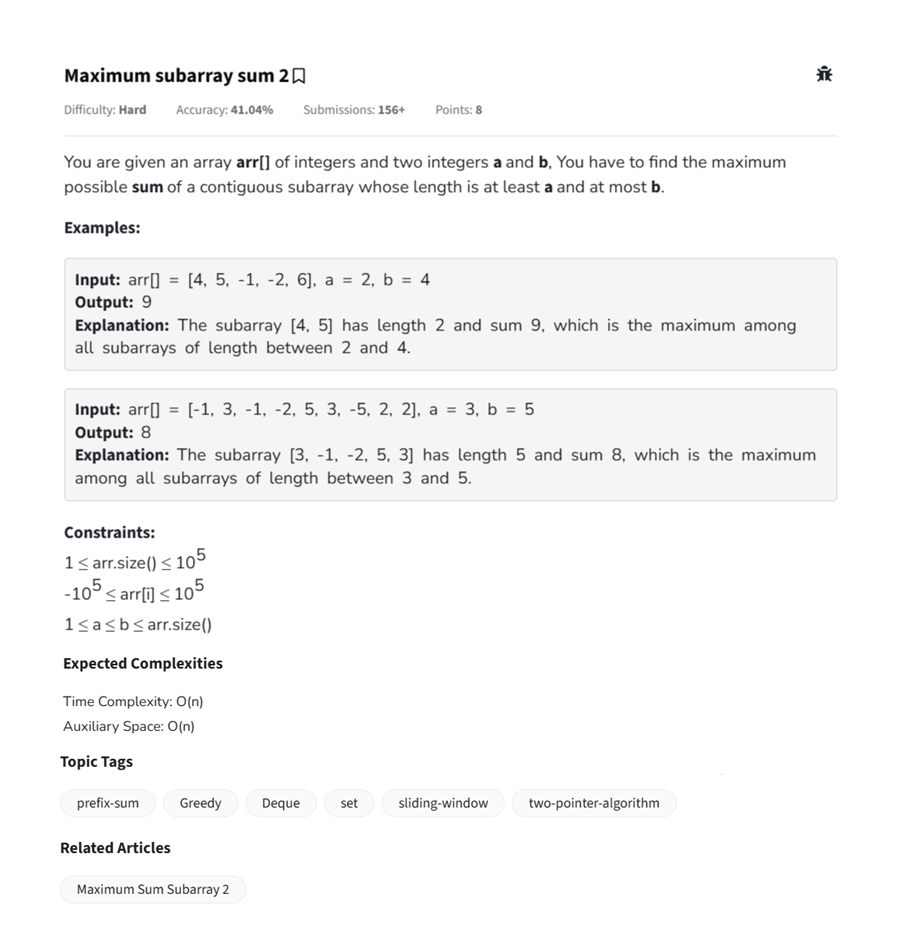 Maximum subarray sum 2
Difficulty: Hard Accuracy: 41.04% Submissions: 156+ Points: 8
You are given an array arr[] of integers and two integers a and b, You have to find the maximum
possible sum of a contiguous subarray whose length is at least a and at most b.
Examples:
Input: arr[] = [4, 5, -1, -2, 6], a = 2, b = 4
Output: 9
Explanation: The subarray [4, 5] has length 2 and sum 9, which is the maximum among
all subarrays of length between 2 and 4.
Input: arr[] = [-1, 3, -1, -2, 5, 3, -5, 2, 2], a = 3, b = 5
Output: 8
Explanation: The subarray [3, -1, -2, 5, 3] has length 5 and sum 8, which is the maximum
among all subarrays of length between 3 and 5.
Constraints:
1 ≤ arr.size() ≤ 10^5
-10^5 ≤ arr[i] ≤ 10^5
1 ≤ a ≤ b ≤ arr.size()
Expected Complexities
Time Complexity: O(n)
Auxiliary Space: O(n)
Topic Tags
prefix-sum Greedy Deque set sliding-window two-pointer-algorithm
Related Articles
Maximum Sum Subarray 2